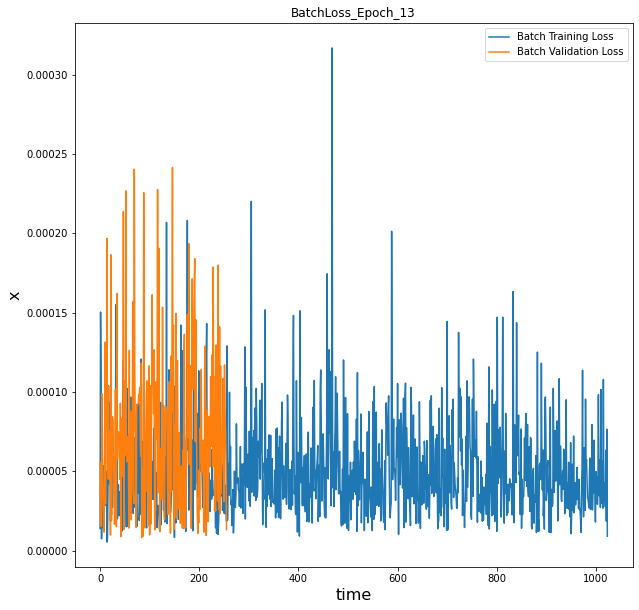 BatchLoss_Epoch_13
Batch Training Loss
Batch Validation Loss
0.00030
0.00025
0.00020
0.00015
0.00010
0.00005
0.00000
x
0 200 400 600 800 1000
time